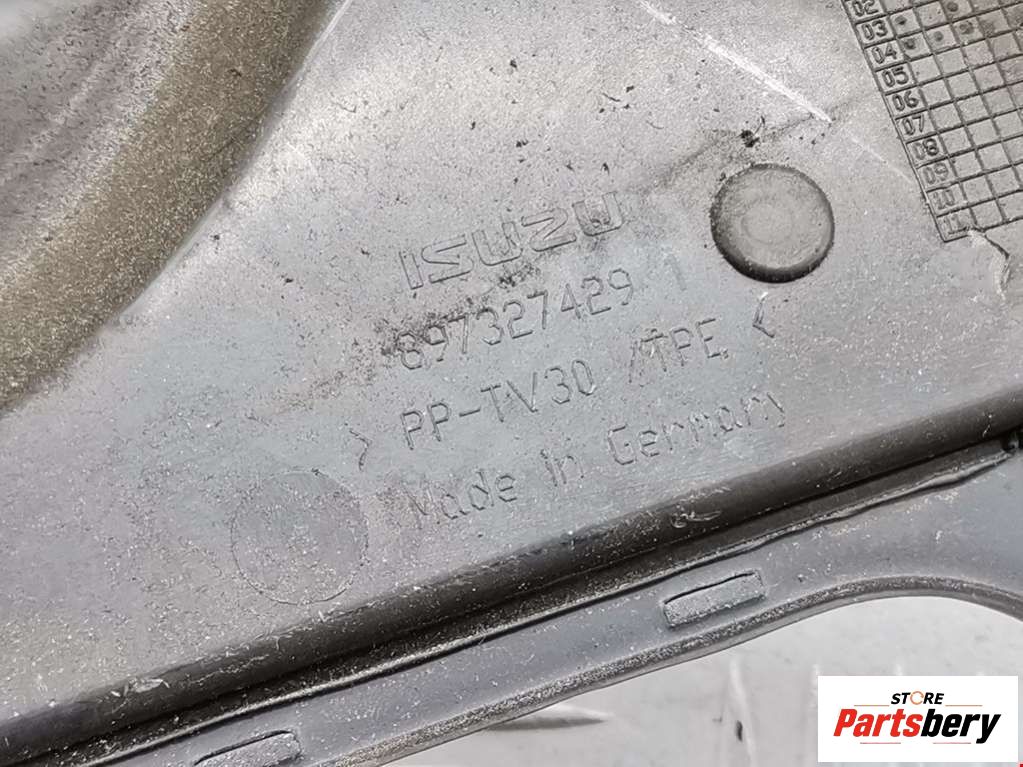 02
03
04
05
06
07
08
09
10
11
ISUZU
897327429 1
> PP-TV30 /TPE <
Made in Germany
STORE
Partsbery